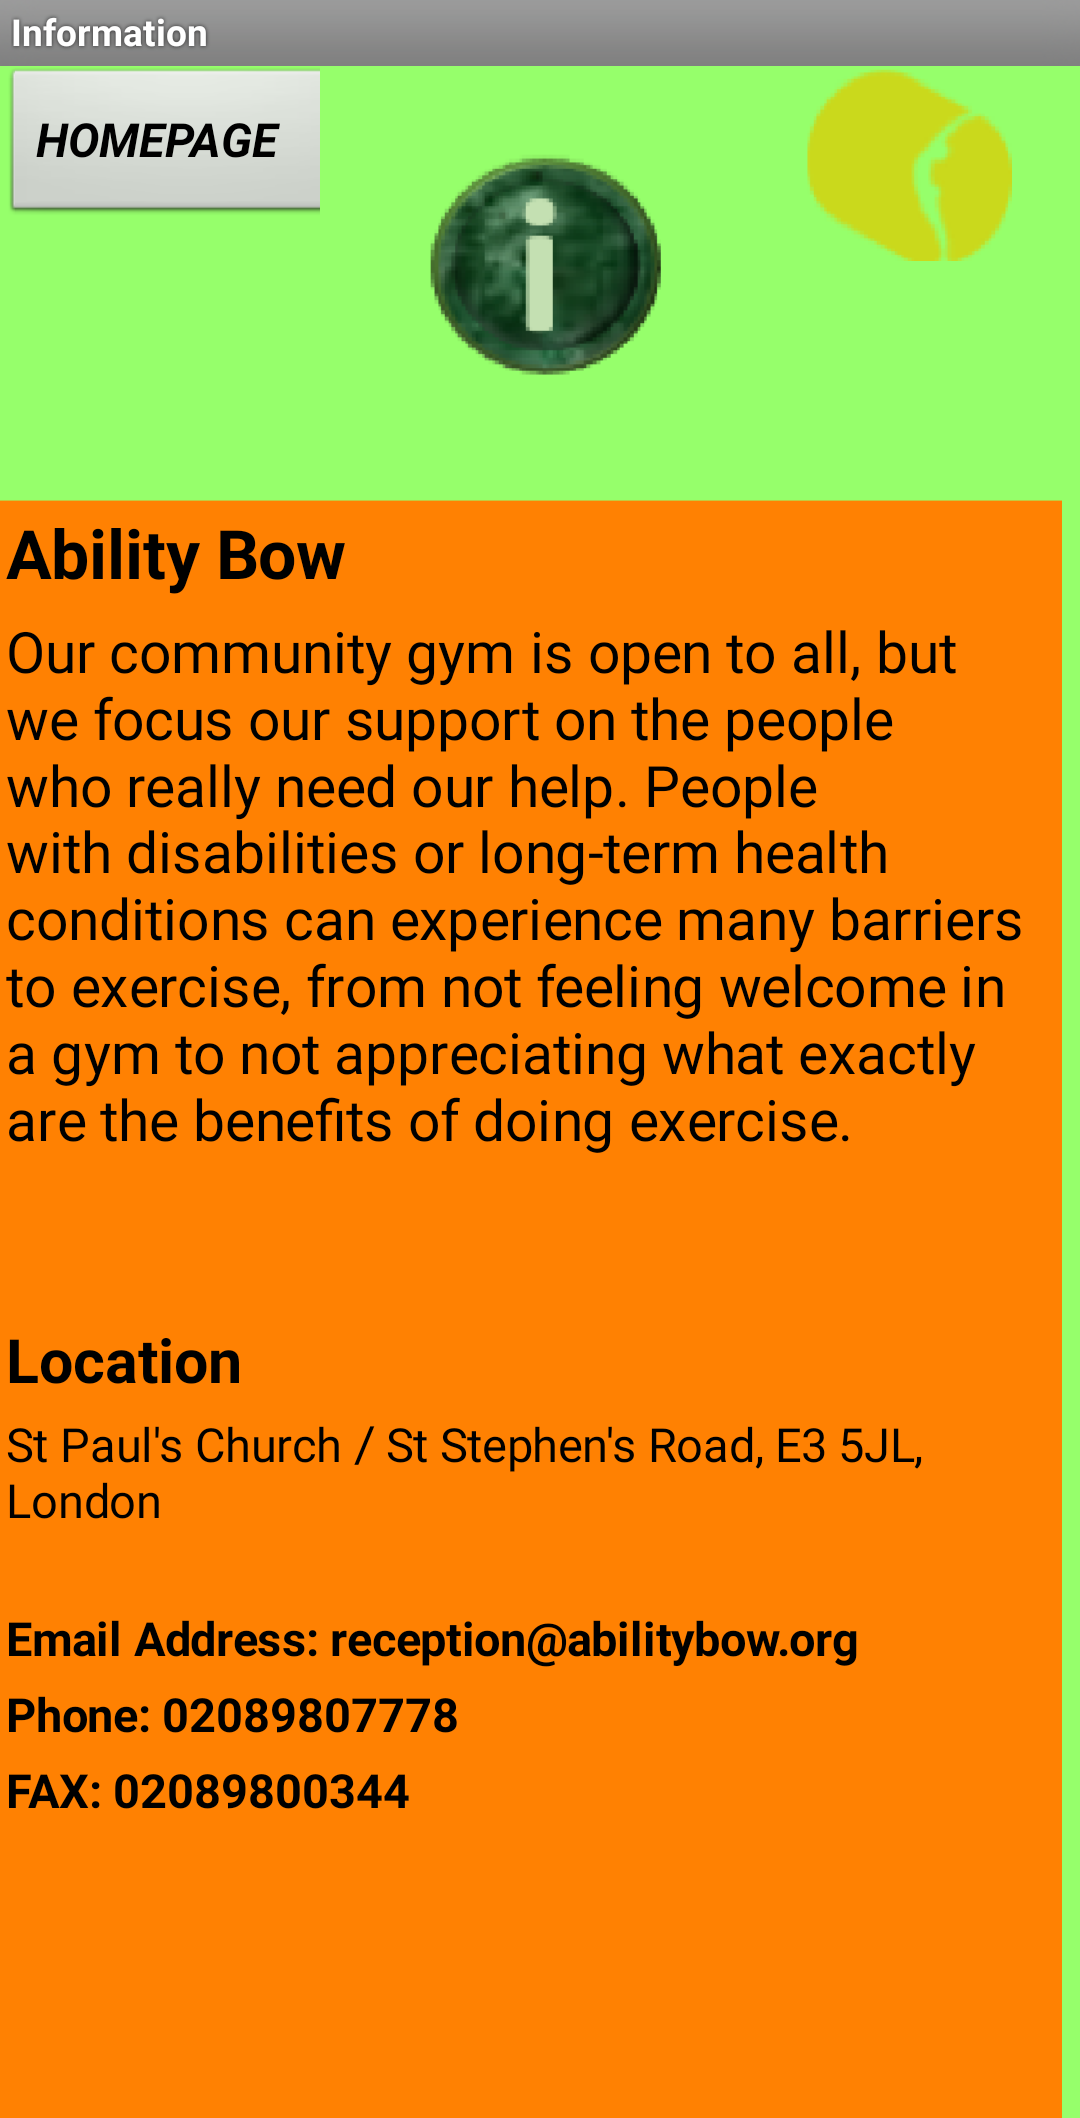 Information
HOMEPAGE
i
Ability Bow
Our community gym is open to all, but
we focus our support on the people
who really need our help. People
with disabilities or long-term health
conditions can experience many barriers
to exercise, from not feeling welcome in
a gym to not appreciating what exactly
are the benefits of doing exercise.
Location
St Paul's Church / St Stephen's Road, E3 5JL,
London
Email Address: reception@abilitybow.org
Phone: 02089807778
FAX: 02089800344